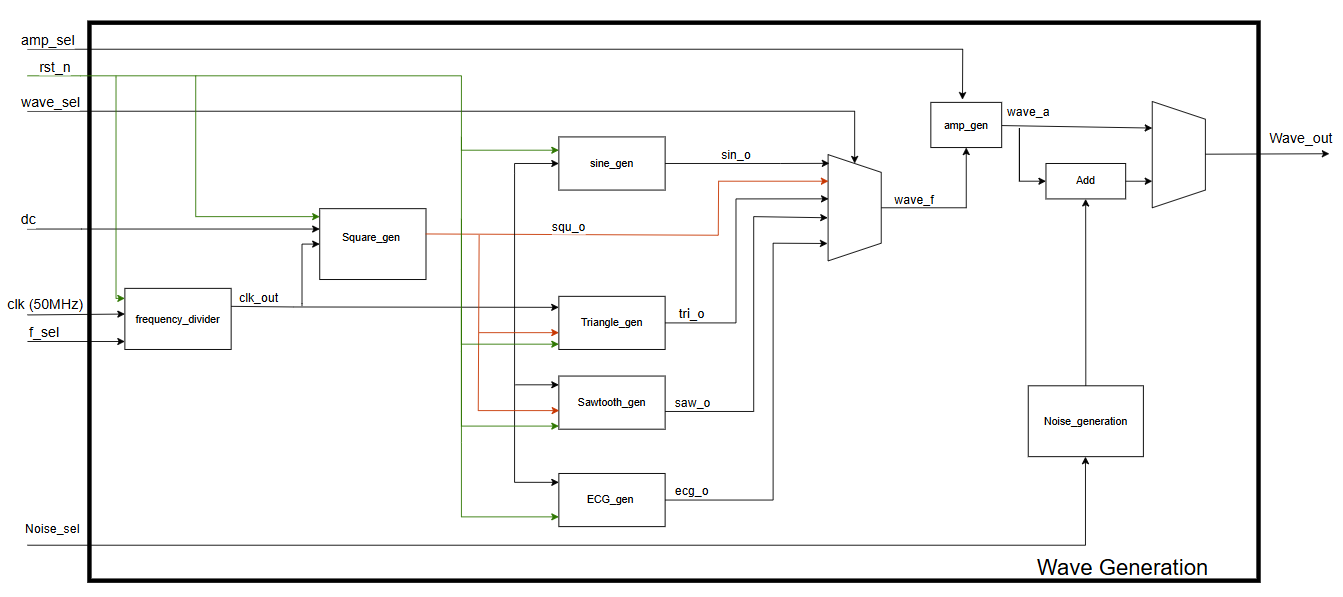 amp_sel
rst_n
wave_sel
wave_a
amp_gen
Wave_out
sine_gen
sin_o
Add
wave_f
dc
Square_gen
squ_o
clk (50MHz)
clk_out
frequency_divider
f_sel
Triangle_gen
tri_o
Sawtooth_gen
saw_o
Noise_generation
ECG_gen
ecg_o
Noise_sel
Wave Generation